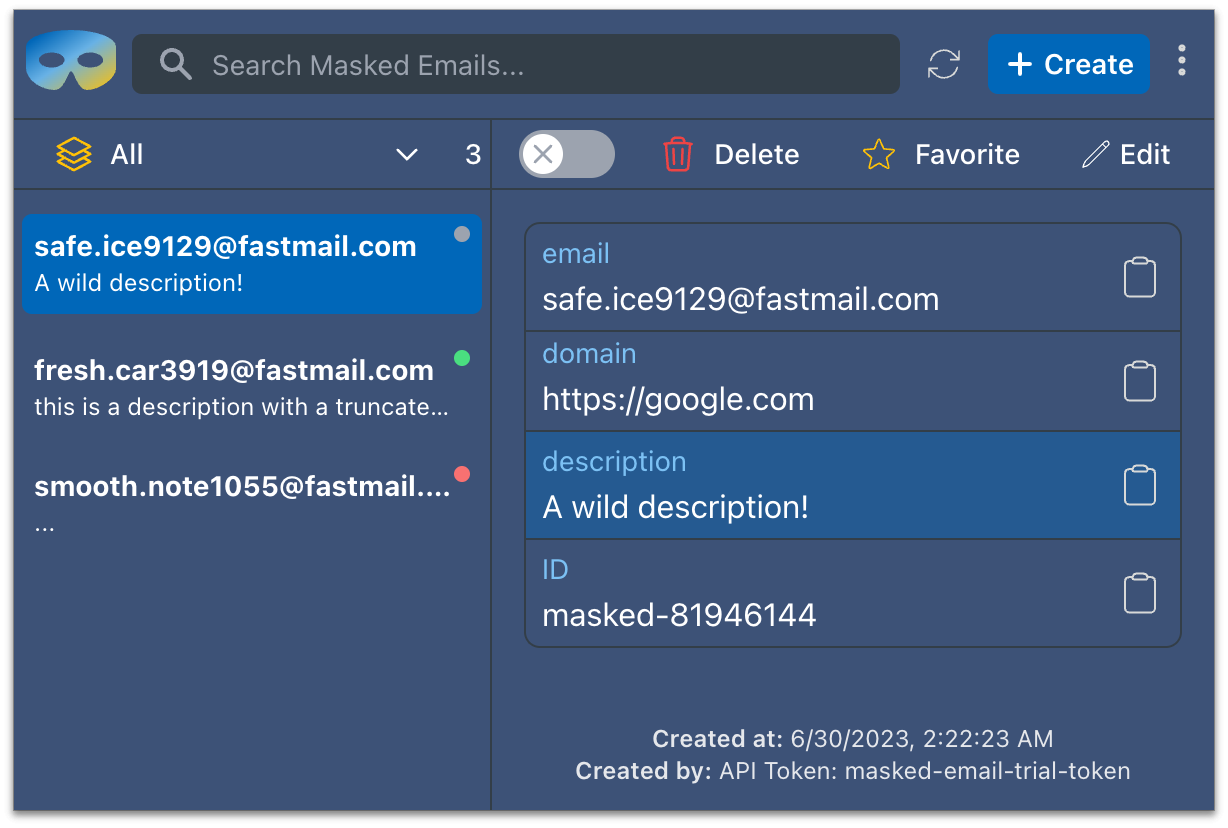 Search Masked Emails...
Create
All
3
Delete
Favorite
Edit
safe.ice9129@fastmail.com
A wild description!
fresh.car3919@fastmail.com
this is a description with a truncate...
smooth.note1055@fastmail....
...
email
safe.ice9129@fastmail.com
domain
https://google.com
description
A wild description!
ID
masked-81946144
Created at: 6/30/2023, 2:22:23 AM
Created by: API Token: masked-email-trial-token